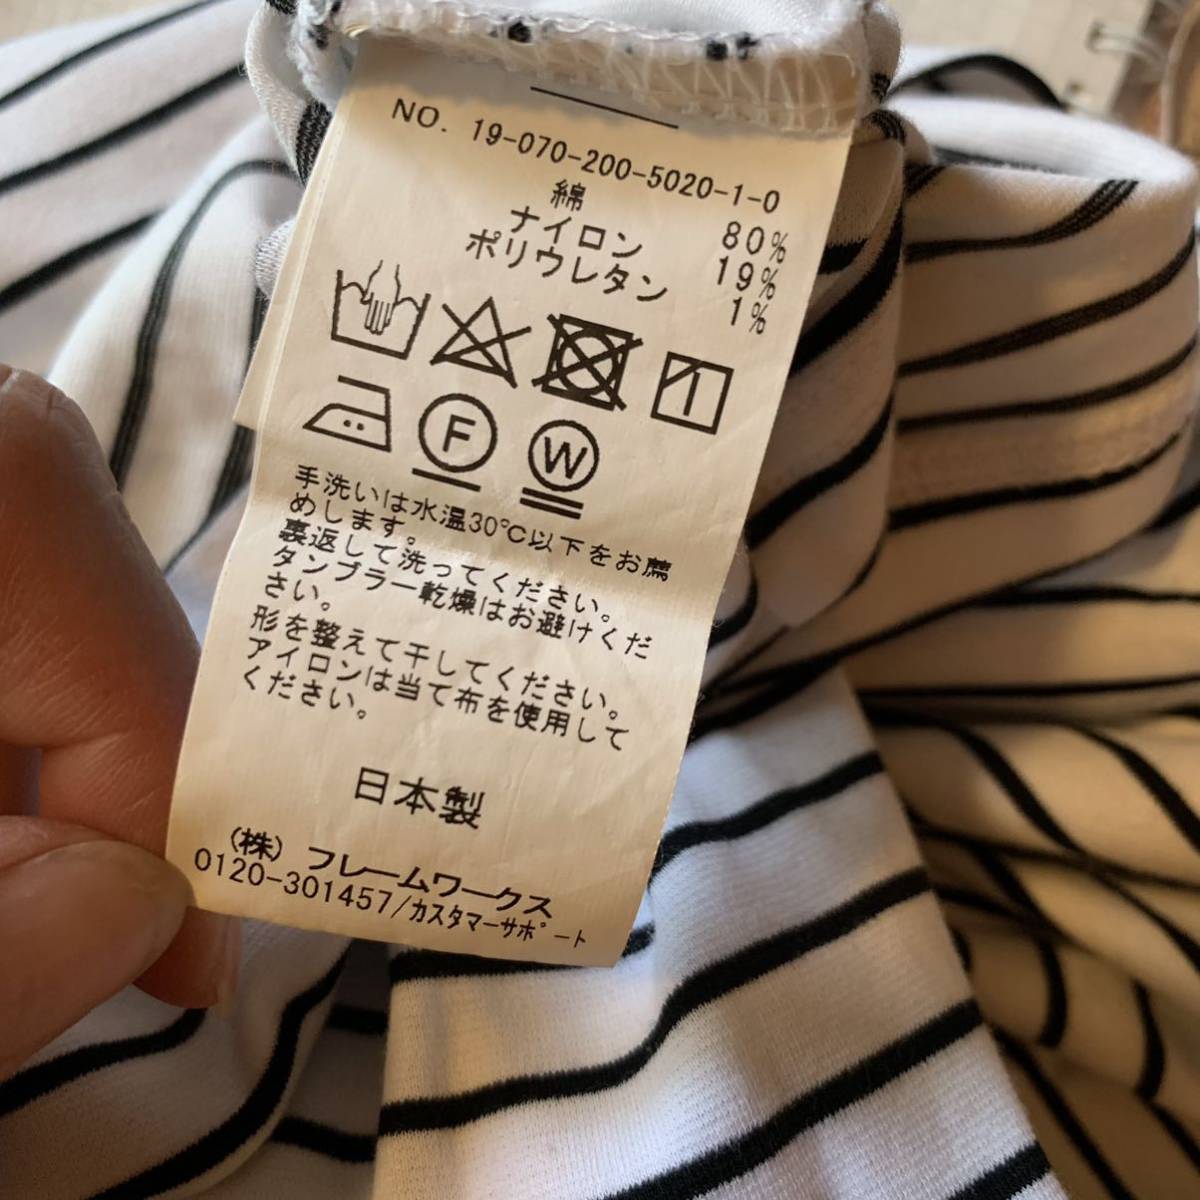 NO. 19-070-200-5020-1-0
綿 80%
ナイロン 19%
ポリウレタン 1%
F
W
手洗いは水温30℃以下をお薦
めします。
裏返して洗ってください。
タンブラー乾燥はお避けくだ
さい。
形を整えて干してください。
アイロンは当て布を使用して
ください。
日本製
(株) フレームワークス
0120-301457/カスタマーサポート